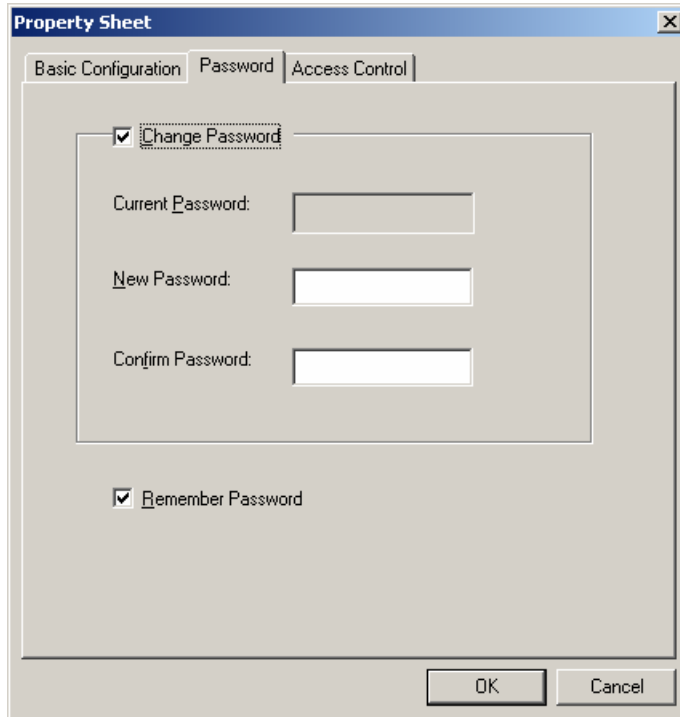 Property Sheet
Basic Configuration Password Access Control
Change Password
Current Password:
New Password:
Confirm Password:
Remember Password
OK Cancel